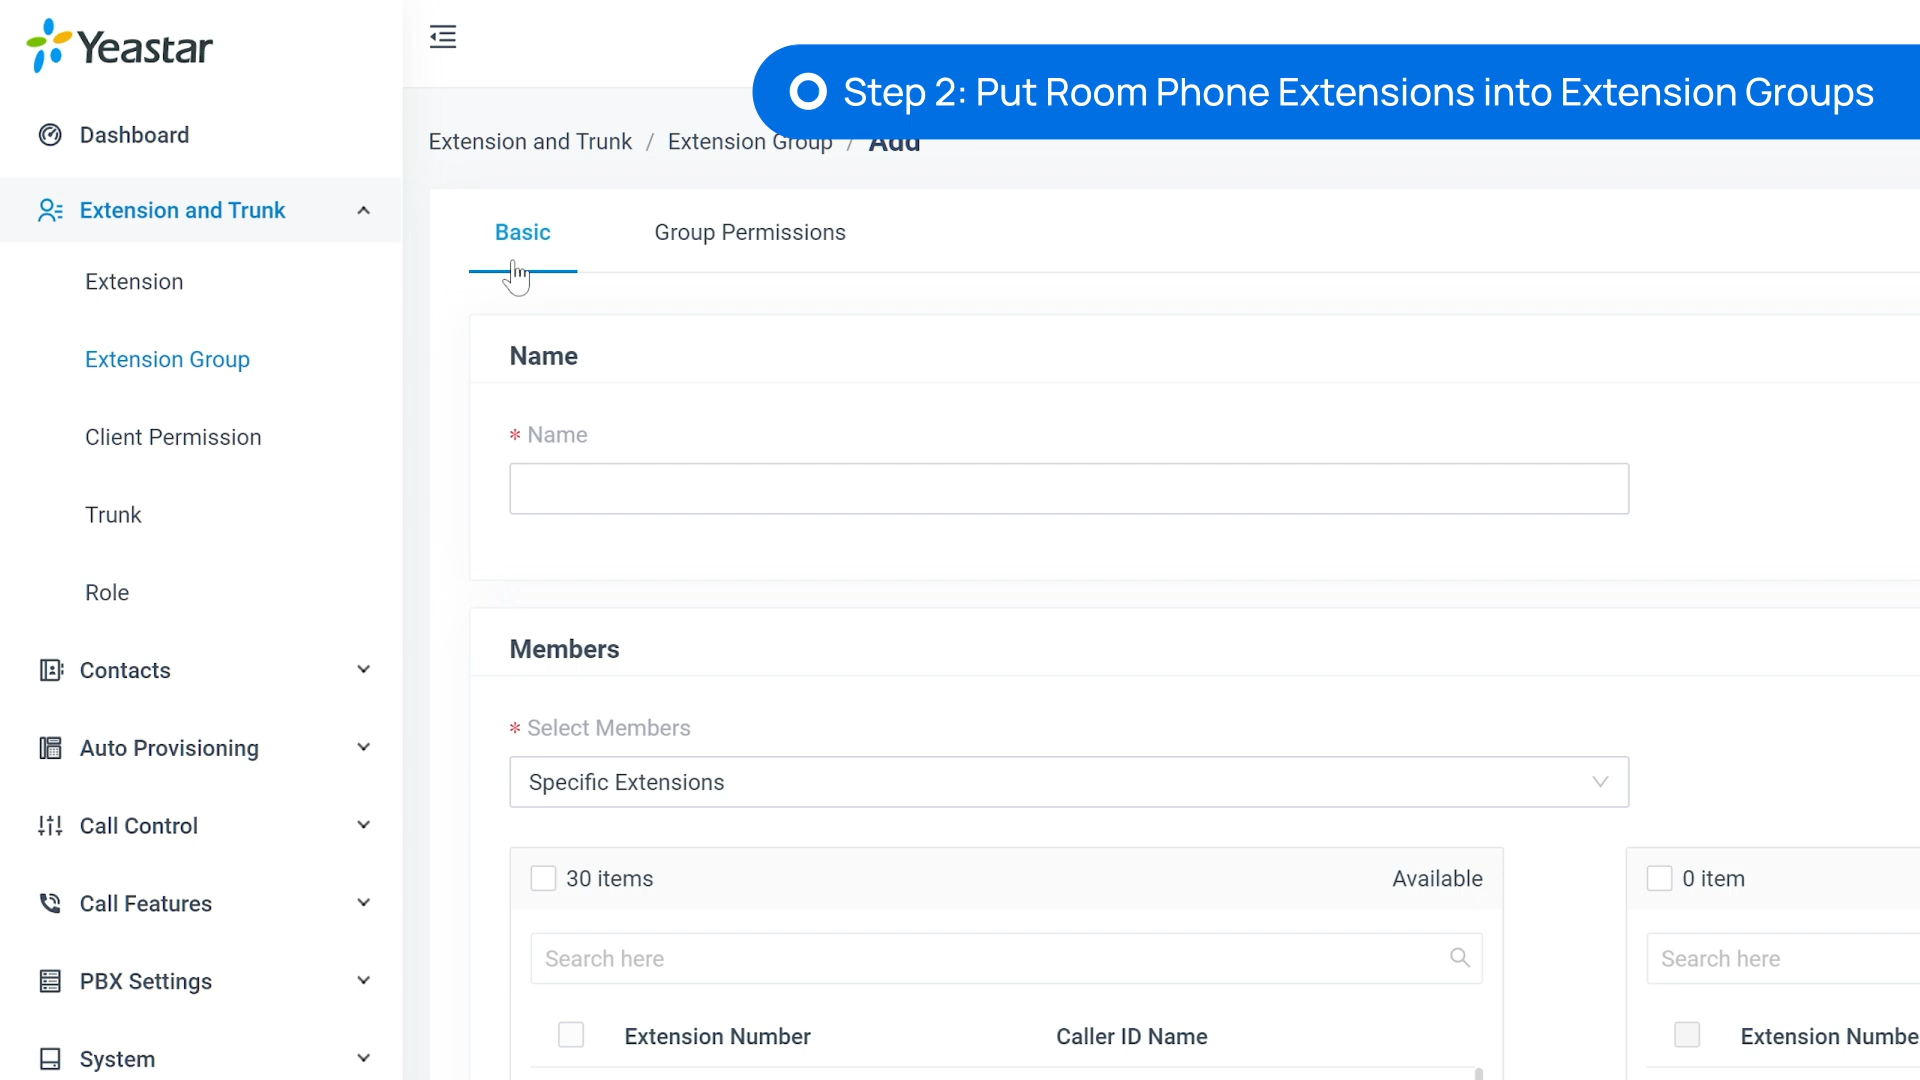 Yeastar
Step 2: Put Room Phone Extensions into Extension Groups
Dashboard
Extension and Trunk / Extension Group / Add
Extension and Trunk
Basic
Group Permissions
Extension
Extension Group
Client Permission
Trunk
Role
Contacts
Auto Provisioning
Call Control
Call Features
PBX Settings
System
Name
* Name
Members
* Select Members
Specific Extensions
30 items
Available
Search here
Extension Number
Caller ID Name
0 item
Search here
Extension Numbe